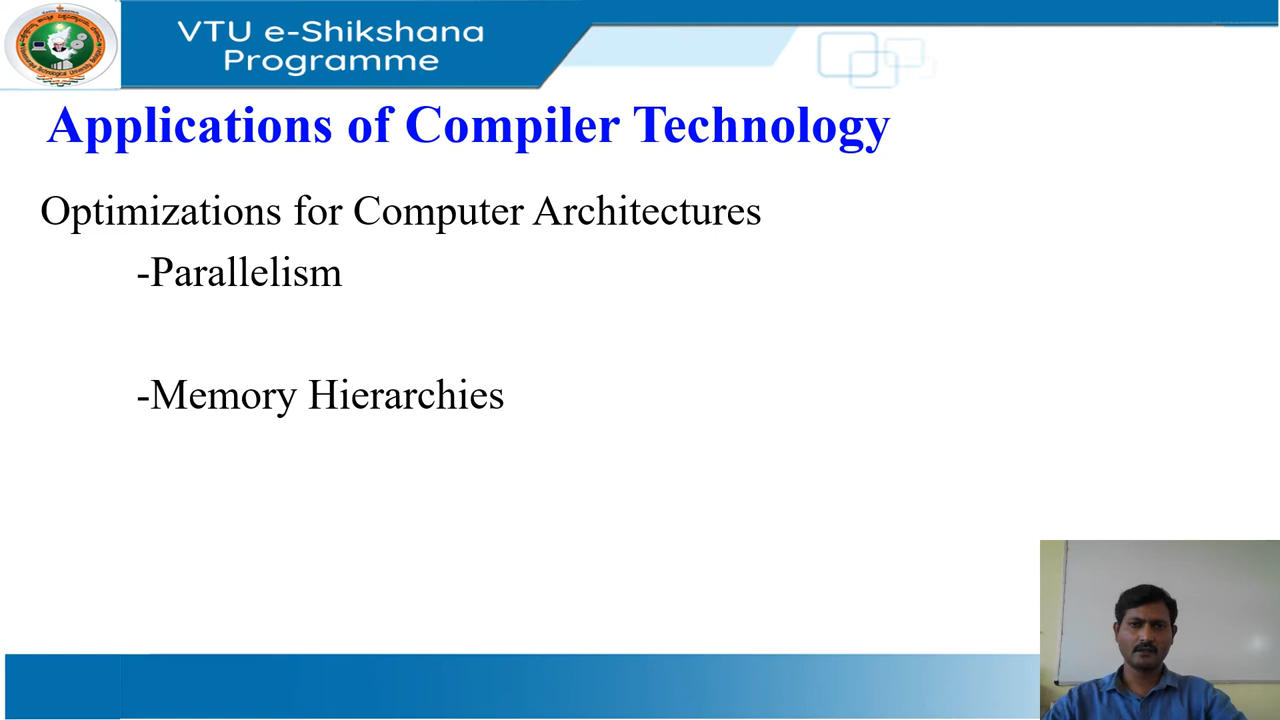 VTU e-Shikshana
Programme
Applications of Compiler Technology
Optimizations for Computer Architectures
-Parallelism
-Memory Hierarchies